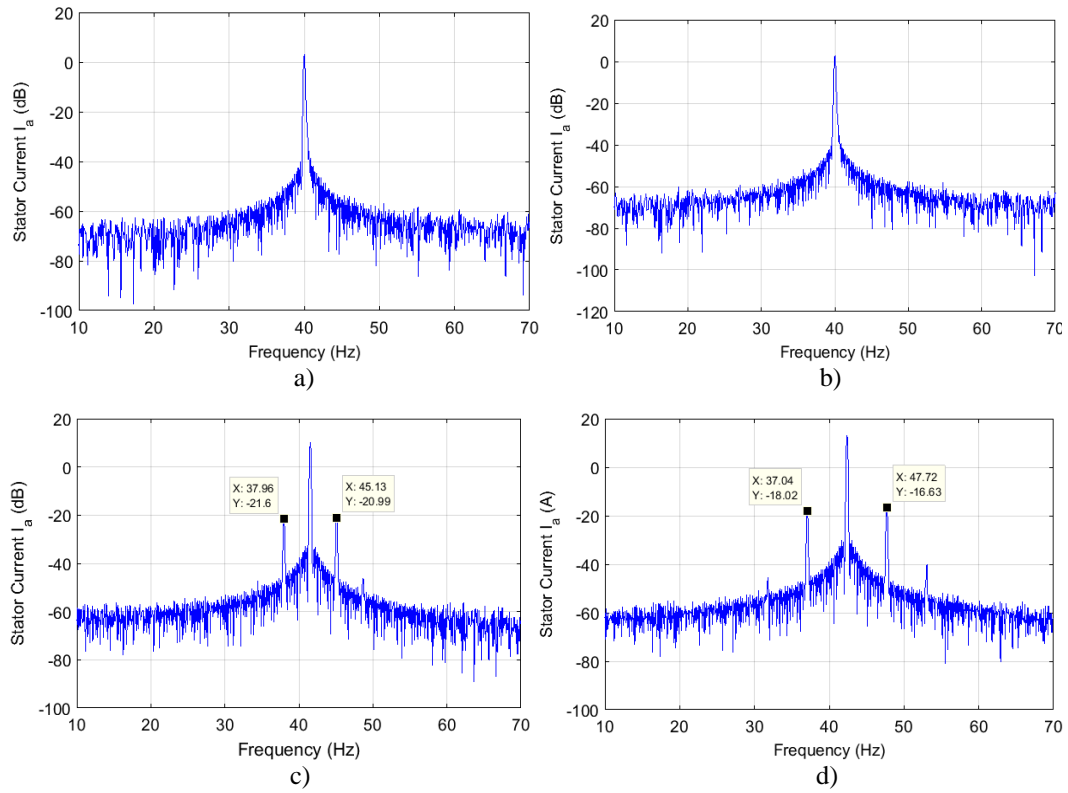 20
0
-20
-40
-60
-80
-100
10 20 30 40 50 60 70
Stator Current I_a (dB)
Frequency (Hz)
a)
20
0
-20
-40
-60
-80
-100
-120
10 20 30 40 50 60 70
Stator Current I_a (dB)
Frequency (Hz)
b)
20
0
-20
-40
-60
-80
-100
10 20 30 40 50 60 70
Stator Current I_a (dB)
X: 37.96
Y: -21.6
X: 45.13
Y: -20.99
Frequency (Hz)
c)
20
0
-20
-40
-60
-80
-100
10 20 30 40 50 60 70
Stator Current I_a (A)
X: 37.04
Y: -18.02
X: 47.72
Y: -16.63
Frequency (Hz)
d)